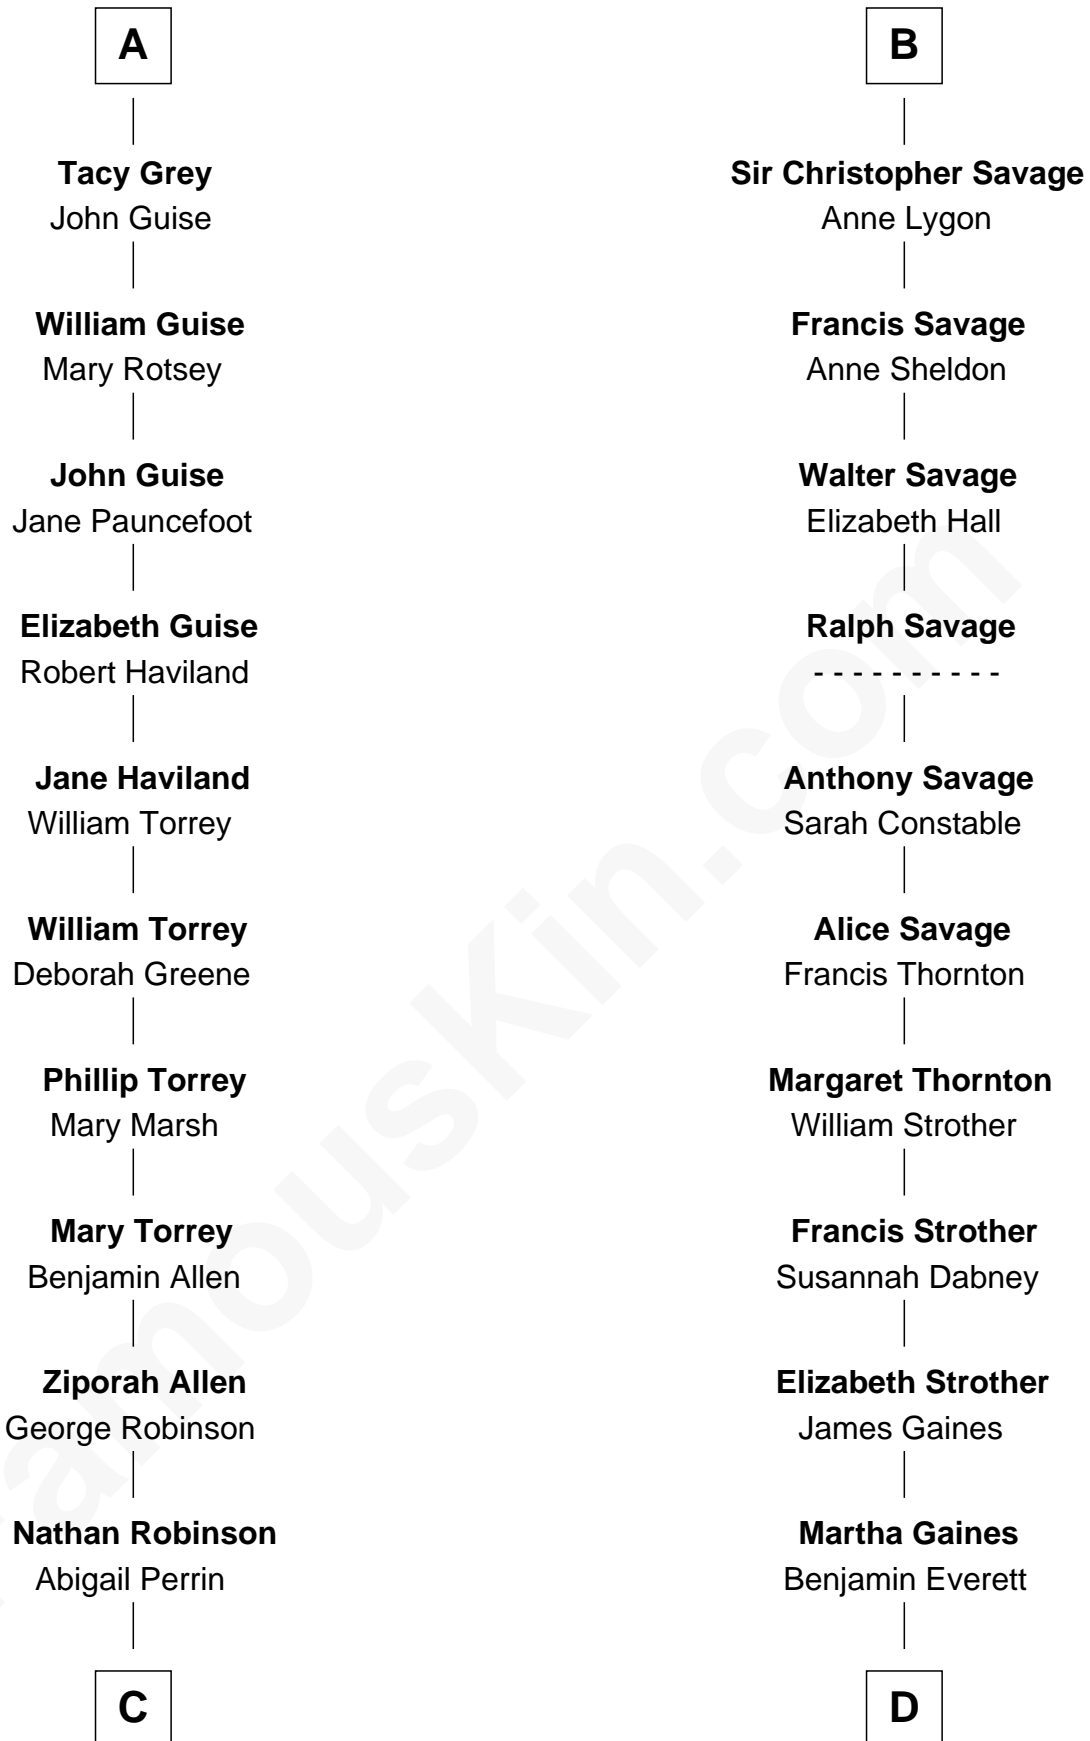 A
Tacy Grey
John Guise
William Guise
Mary Rotsey
John Guise
Jane Pauncefoot
Elizabeth Guise
Robert Haviland
Jane Haviland
William Torrey
William Torrey
Deborah Greene
Phillip Torrey
Mary Marsh
Mary Torrey
Benjamin Allen
Ziporah Allen
George Robinson
Nathan Robinson
Abigail Perrin
C
B
Sir Christopher Savage
Anne Lygon
Francis Savage
Anne Sheldon
Walter Savage
Elizabeth Hall
Ralph Savage
- - - - - - - - - -
Anthony Savage
Sarah Constable
Alice Savage
Francis Thornton
Margaret Thornton
William Strother
Francis Strother
Susannah Dabney
Elizabeth Strother
James Gaines
Martha Gaines
Benjamin Everett
D
FamousKin.com